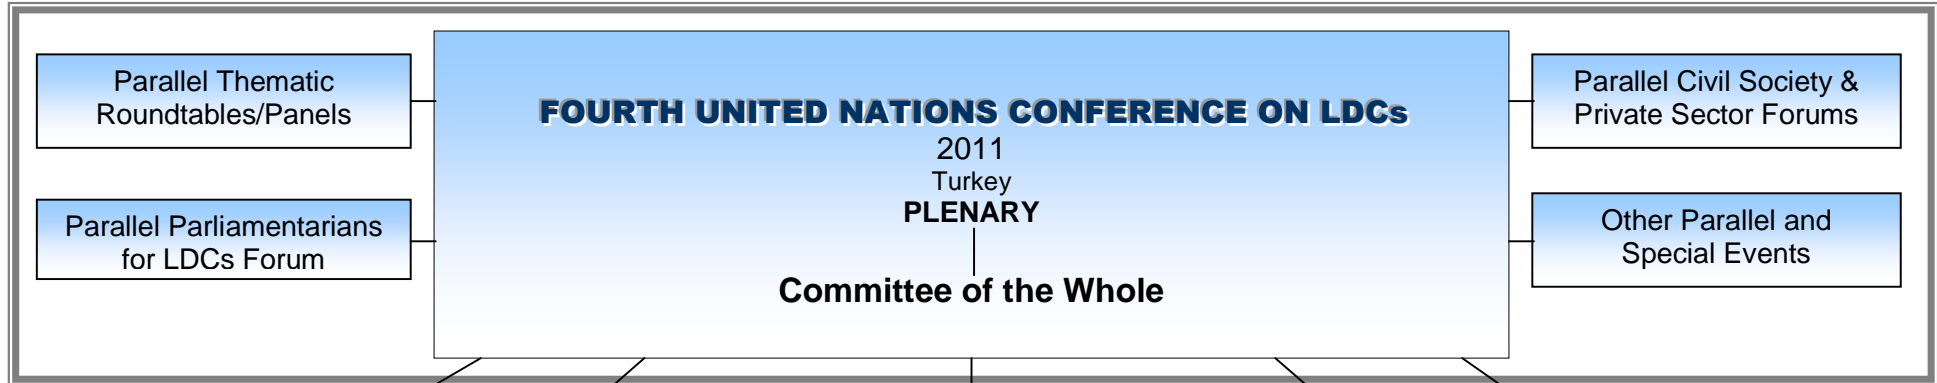 Parallel Thematic
Roundtables/Panels
Parallel Parliamentarians
for LDCs Forum
FOURTH UNITED NATIONS CONFERENCE ON LDCs
2011
Turkey
PLENARY
Committee of the Whole
Parallel Civil Society &
Private Sector Forums
Other Parallel and
Special Events